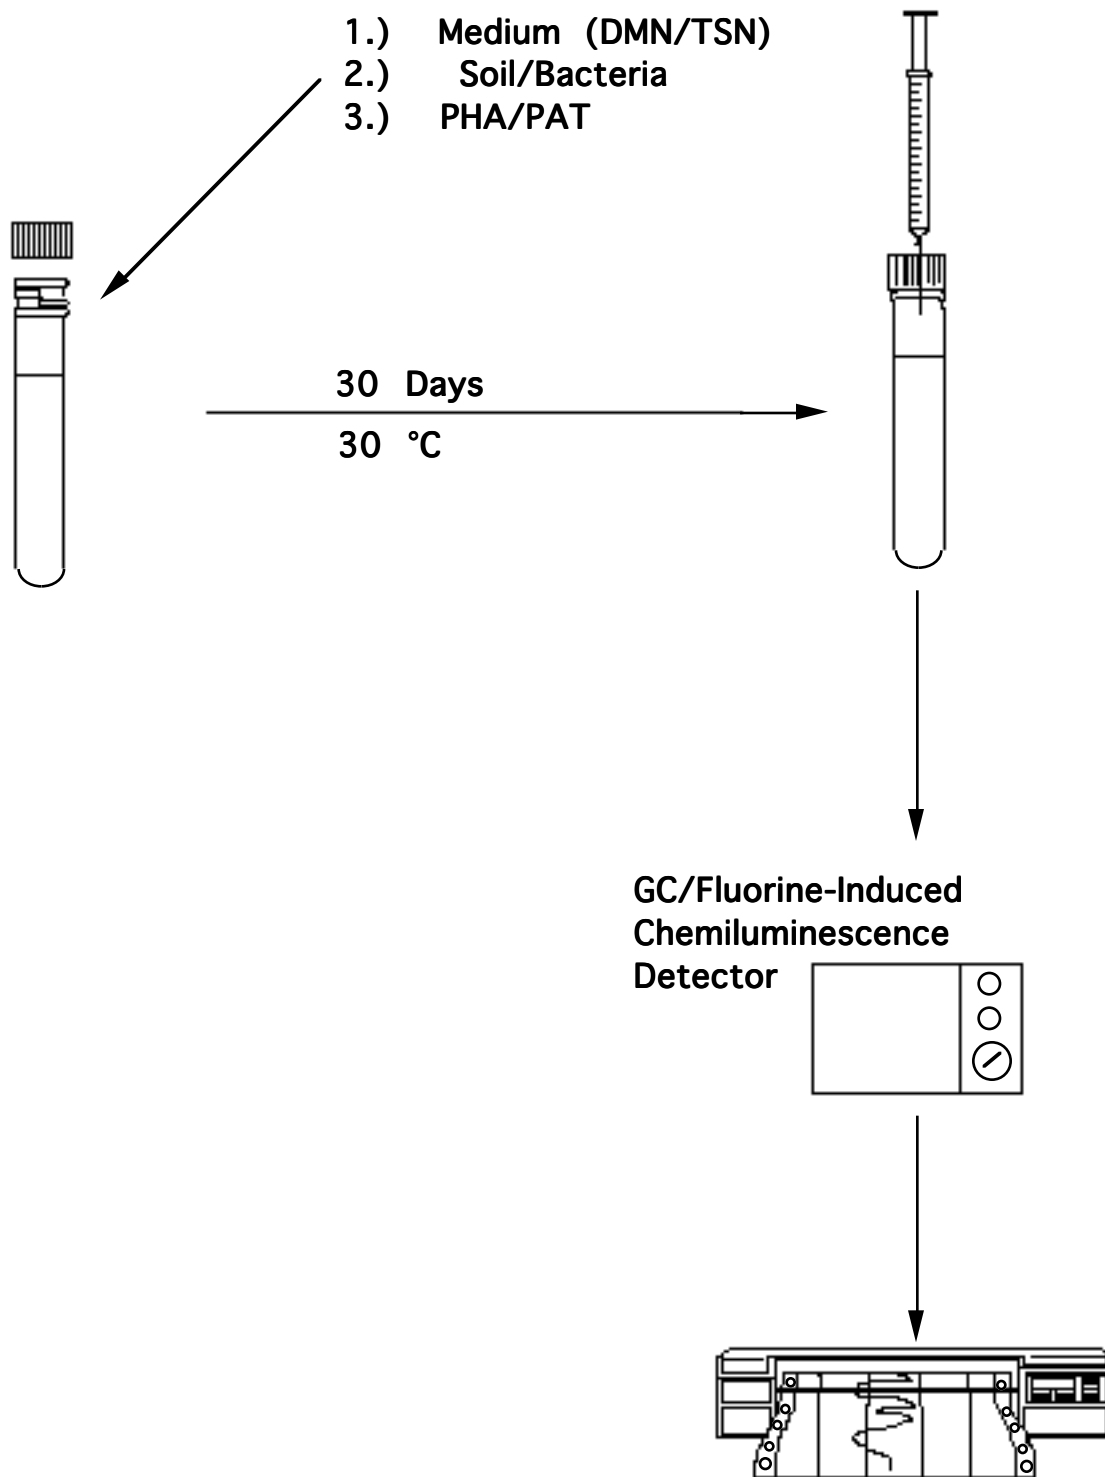 1.) Medium (DMN/TSN)
2.) Soil/Bacteria
3.) PHA/PAT
30 Days
30 °C
GC/Fluorine-Induced
Chemiluminescence
Detector